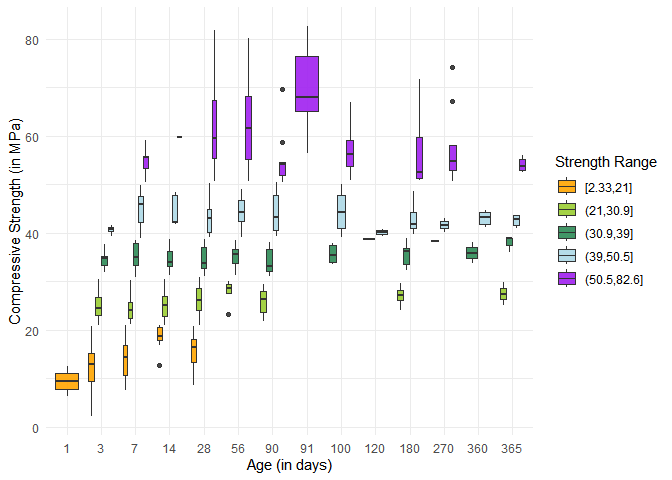 80
60
40
20
0
Compressive Strength (in MPa)
1 3 7 14 28 56 90 91 100 120 180 270 360 365
Age (in days)
Strength Range
[2.33,21]
(21,30.9]
(30.9,39]
(39,50.5]
(50.5,82.6]